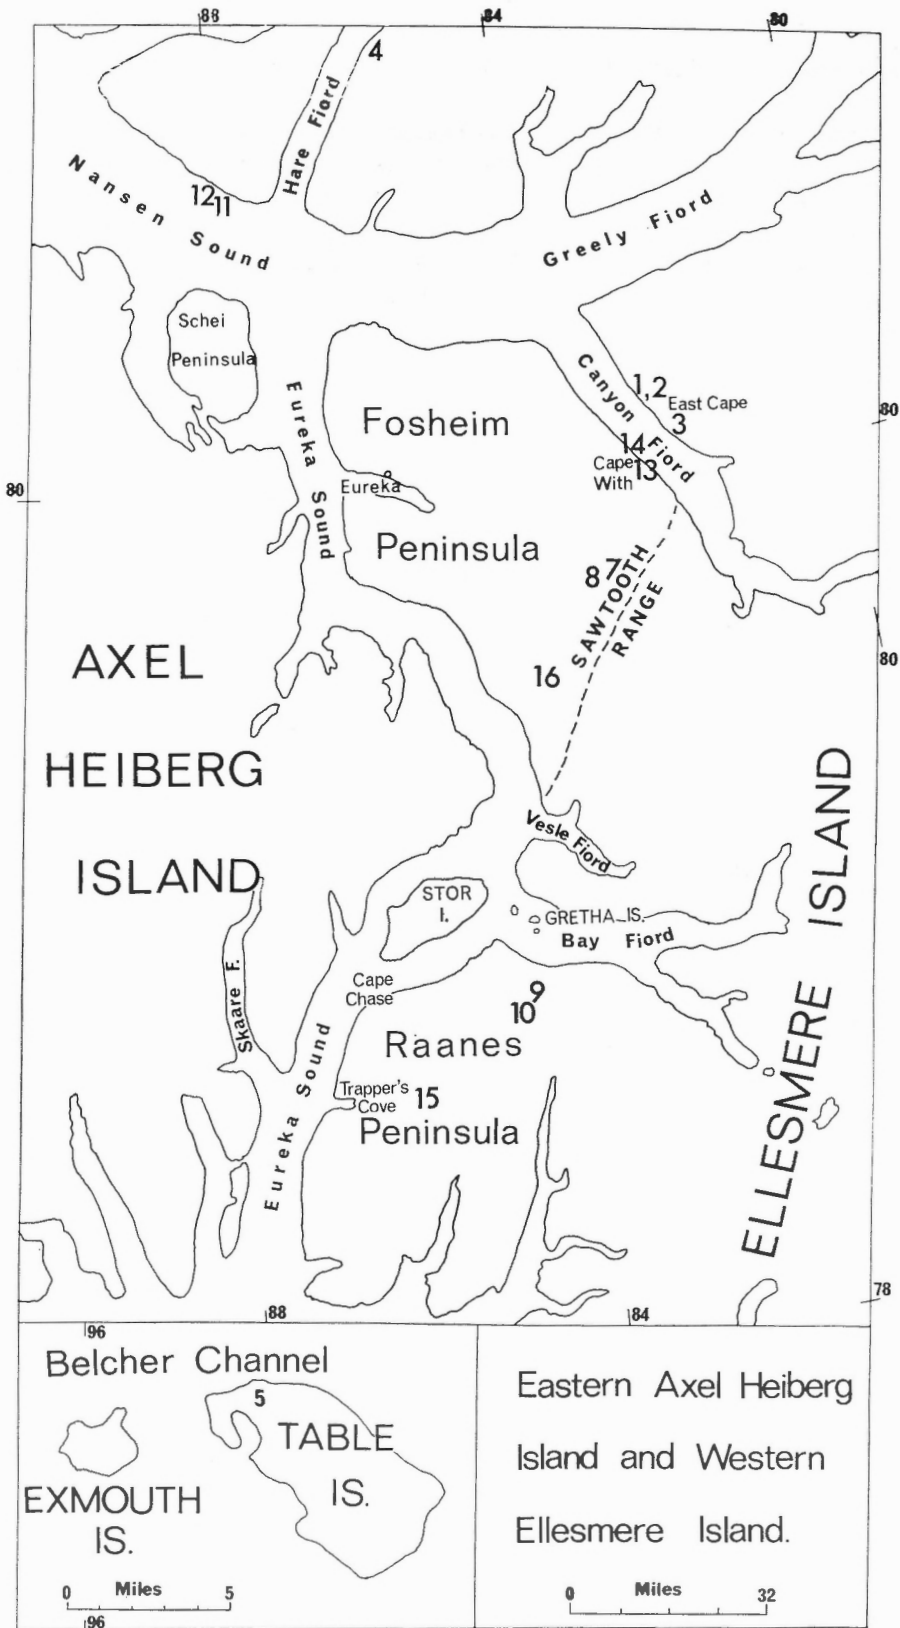 88
84
80
4
Hare Fiord
Nansen Sound
12
11
Greely Fiord
Schei
Peninsula
Eureka Sound
Canyon Fiord
1,2
East Cape
3
80
Fosheim
14
Cape
With
13
80
Eureka
Peninsula
8
7
SAWTOOTH
RANGE
80
16
AXEL
HEIBERG
ISLAND
Vesle Fiord
STOR
I.
GRETHA IS.
Bay Fiord
ELLESMERE ISLAND
Skaare F.
Cape
Chase
9
10
Raanes
Eureka Sound
Trapper's
Cove
15
Peninsula
78
88
84
96
Belcher Channel
5
TABLE
IS.
EXMOUTH
IS.
0 Miles 5
96
Eastern Axel Heiberg
Island and Western
Ellesmere Island.
0 Miles 32